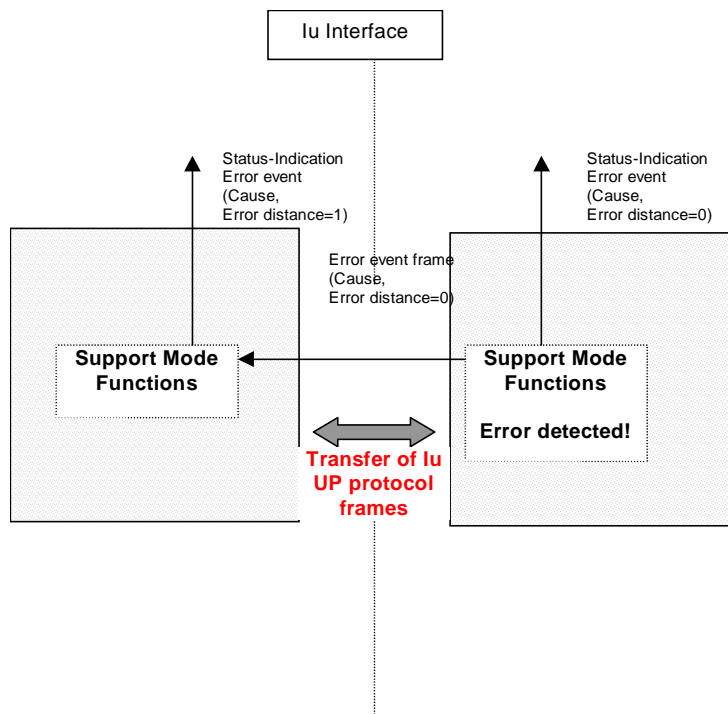 Iu Interface
Status-Indication
Error event
(Cause,
Error distance=1)
Status-Indication
Error event
(Cause,
Error distance=0)
Error event frame
(Cause,
Error distance=0)
Support Mode
Functions
Support Mode
Functions
Error detected!
Transfer of Iu
UP protocol
frames